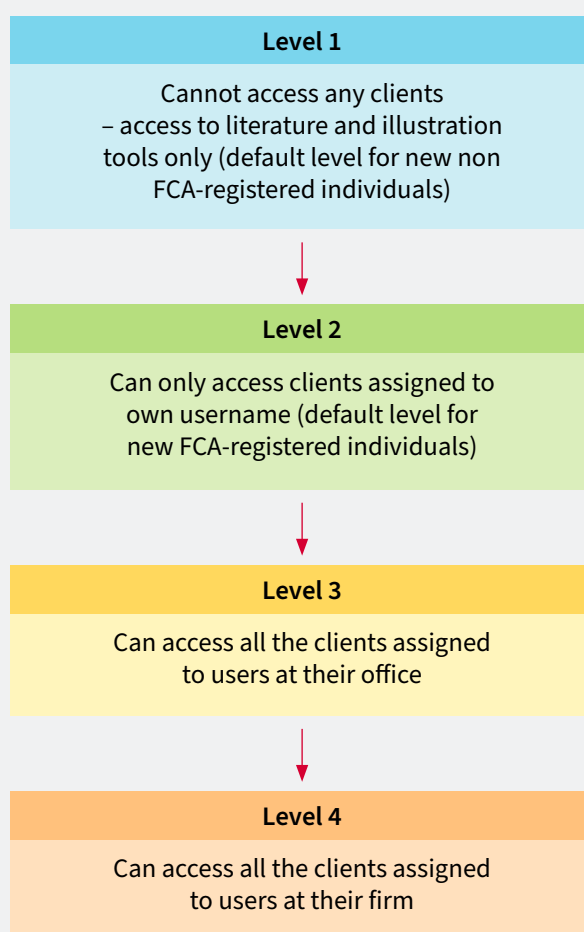 Level 1
Cannot access any clients
– access to literature and illustration
tools only (default level for new non
FCA-registered individuals)
Level 2
Can only access clients assigned to
own username (default level for
new FCA-registered individuals)
Level 3
Can access all the clients assigned
to users at their office
Level 4
Can access all the clients assigned
to users at their firm